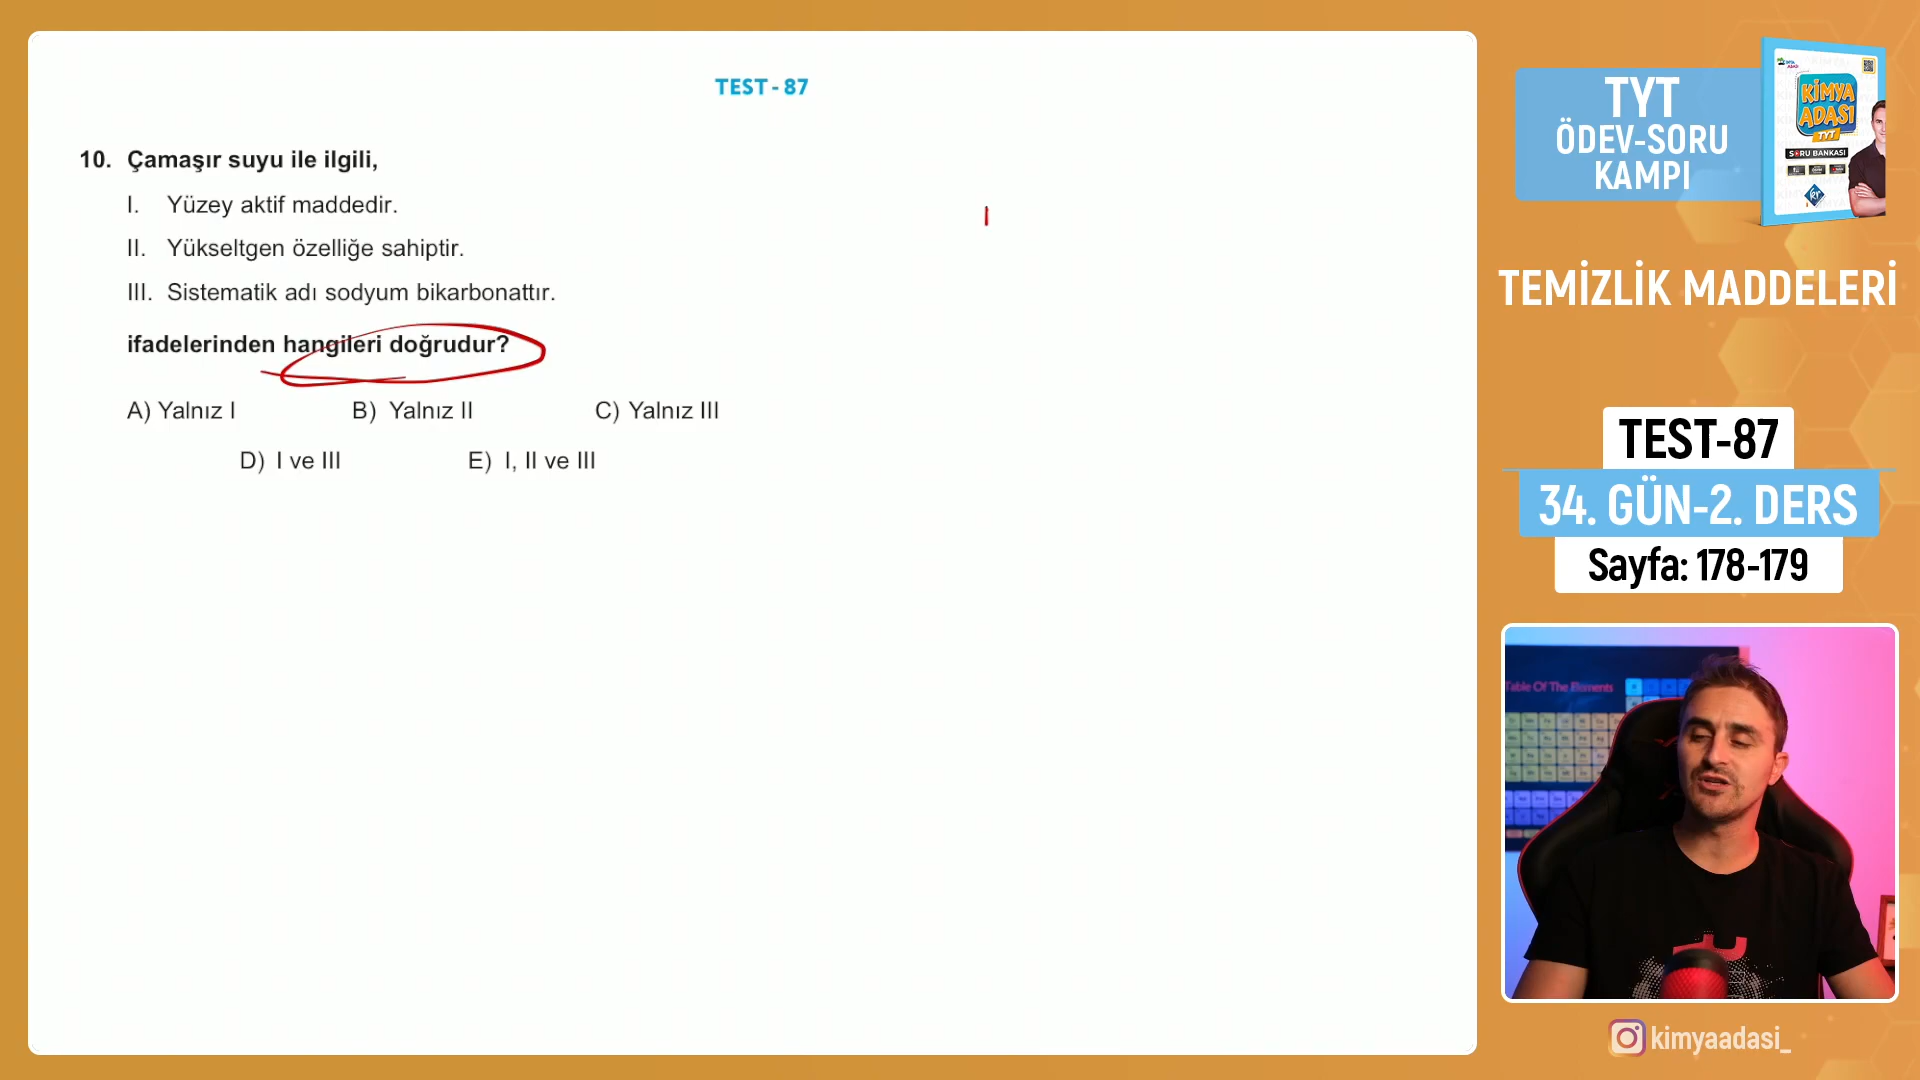 TEST - 87
10. Çamaşır suyu ile ilgili,
I. Yüzey aktif maddedir.
II. Yükseltgen özelliğe sahiptir.
III. Sistematik adı sodyum bikarbonattır.
ifadelerinden hangileri doğrudur?
A) Yalnız I B) Yalnız II C) Yalnız III
D) I ve III E) I, II ve III
TYT
ÖDEV-SORU
KAMPI
KİMYA
ADASI
TYT
SORU BANKASI
kr
TEMİZLİK MADDELERİ
TEST-87
34. GÜN-2. DERS
Sayfa: 178-179
Table Of The Elements
kimyaadasi_